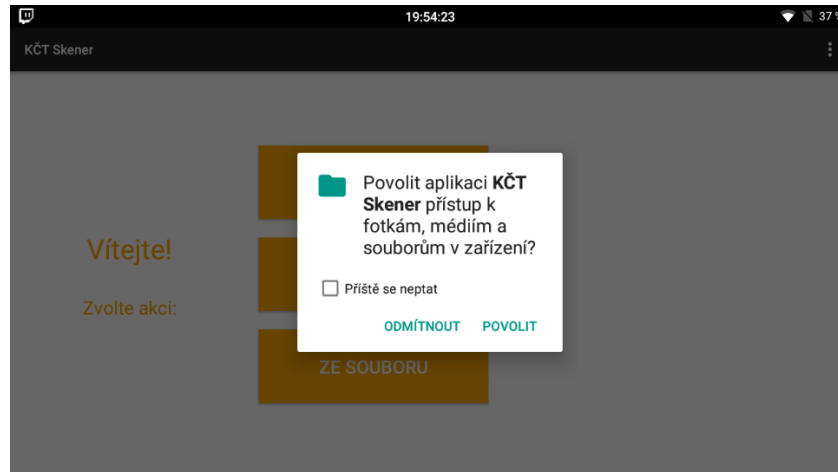 19:54:23
37 %
KČT Skener
Povolit aplikaci KČT
Skener přístup k
fotkám, médiím a
souborům v zařízení?
Příště se neptat
ODMÍTNOUT
POVOLIT
Vítejte!
Zvolte akci:
ZE SOUBORU